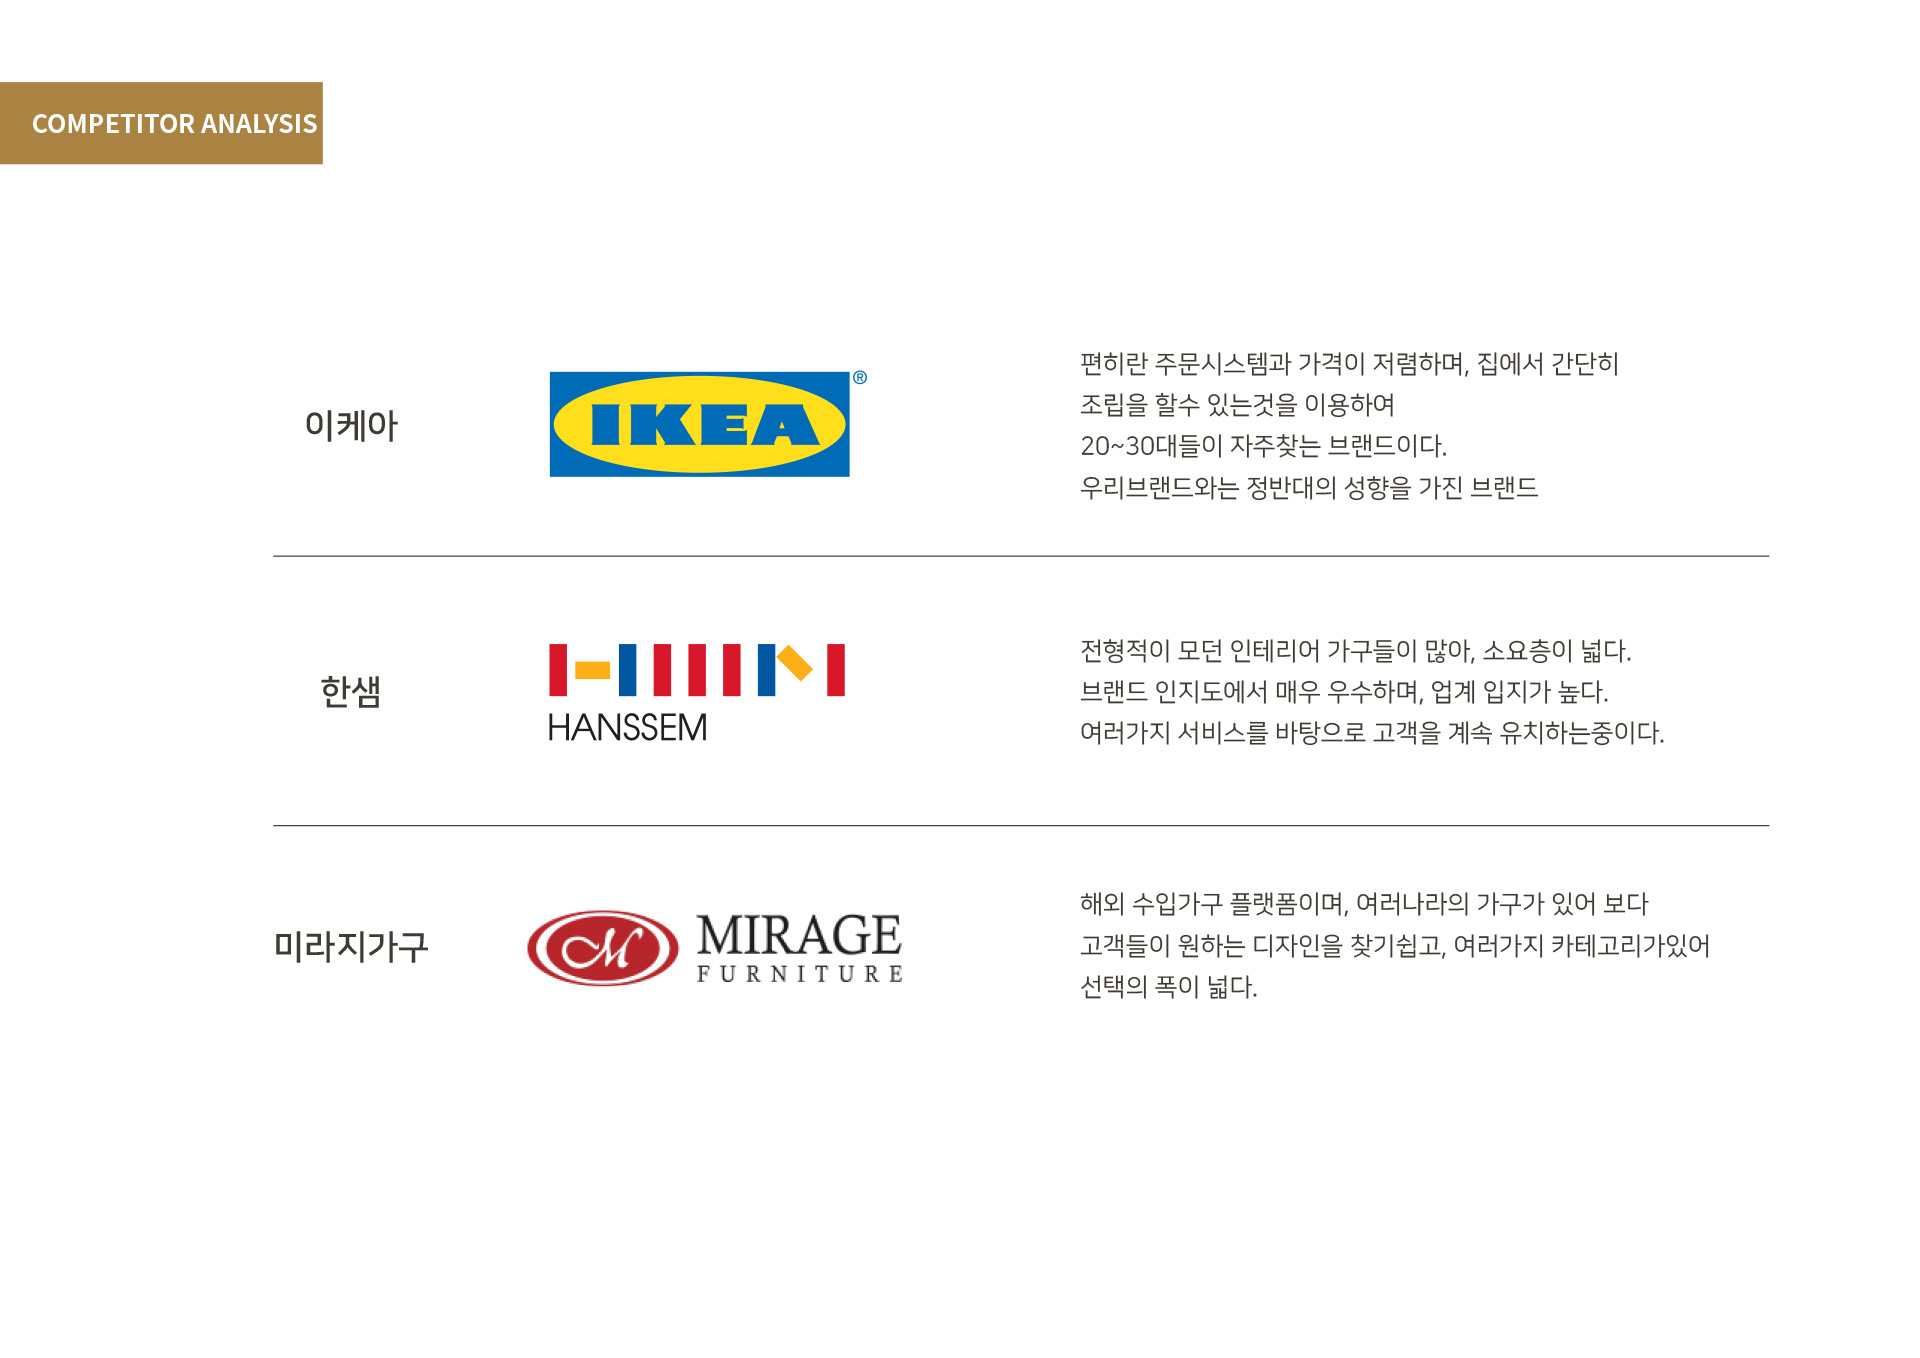 COMPETITOR ANALYSIS
이케아
IKEA®
편히란 주문시스템과 가격이 저렴하며, 집에서 간단히
조립을 할수 있는것을 이용하여
20~30대들이 자주찾는 브랜드이다.
우리브랜드와는 정반대의 성향을 가진 브랜드
한샘
HANSSEM
전형적이 모던 인테리어 가구들이 많아, 소요층이 넓다.
브랜드 인지도에서 매우 우수하며, 업계 입지가 높다.
여러가지 서비스를 바탕으로 고객을 계속 유치하는중이다.
미라지가구
M
MIRAGE
FURNITURE
해외 수입가구 플랫폼이며, 여러나라의 가구가 있어 보다
고객들이 원하는 디자인을 찾기쉽고, 여러가지 카테고리가있어
선택의 폭이 넓다.